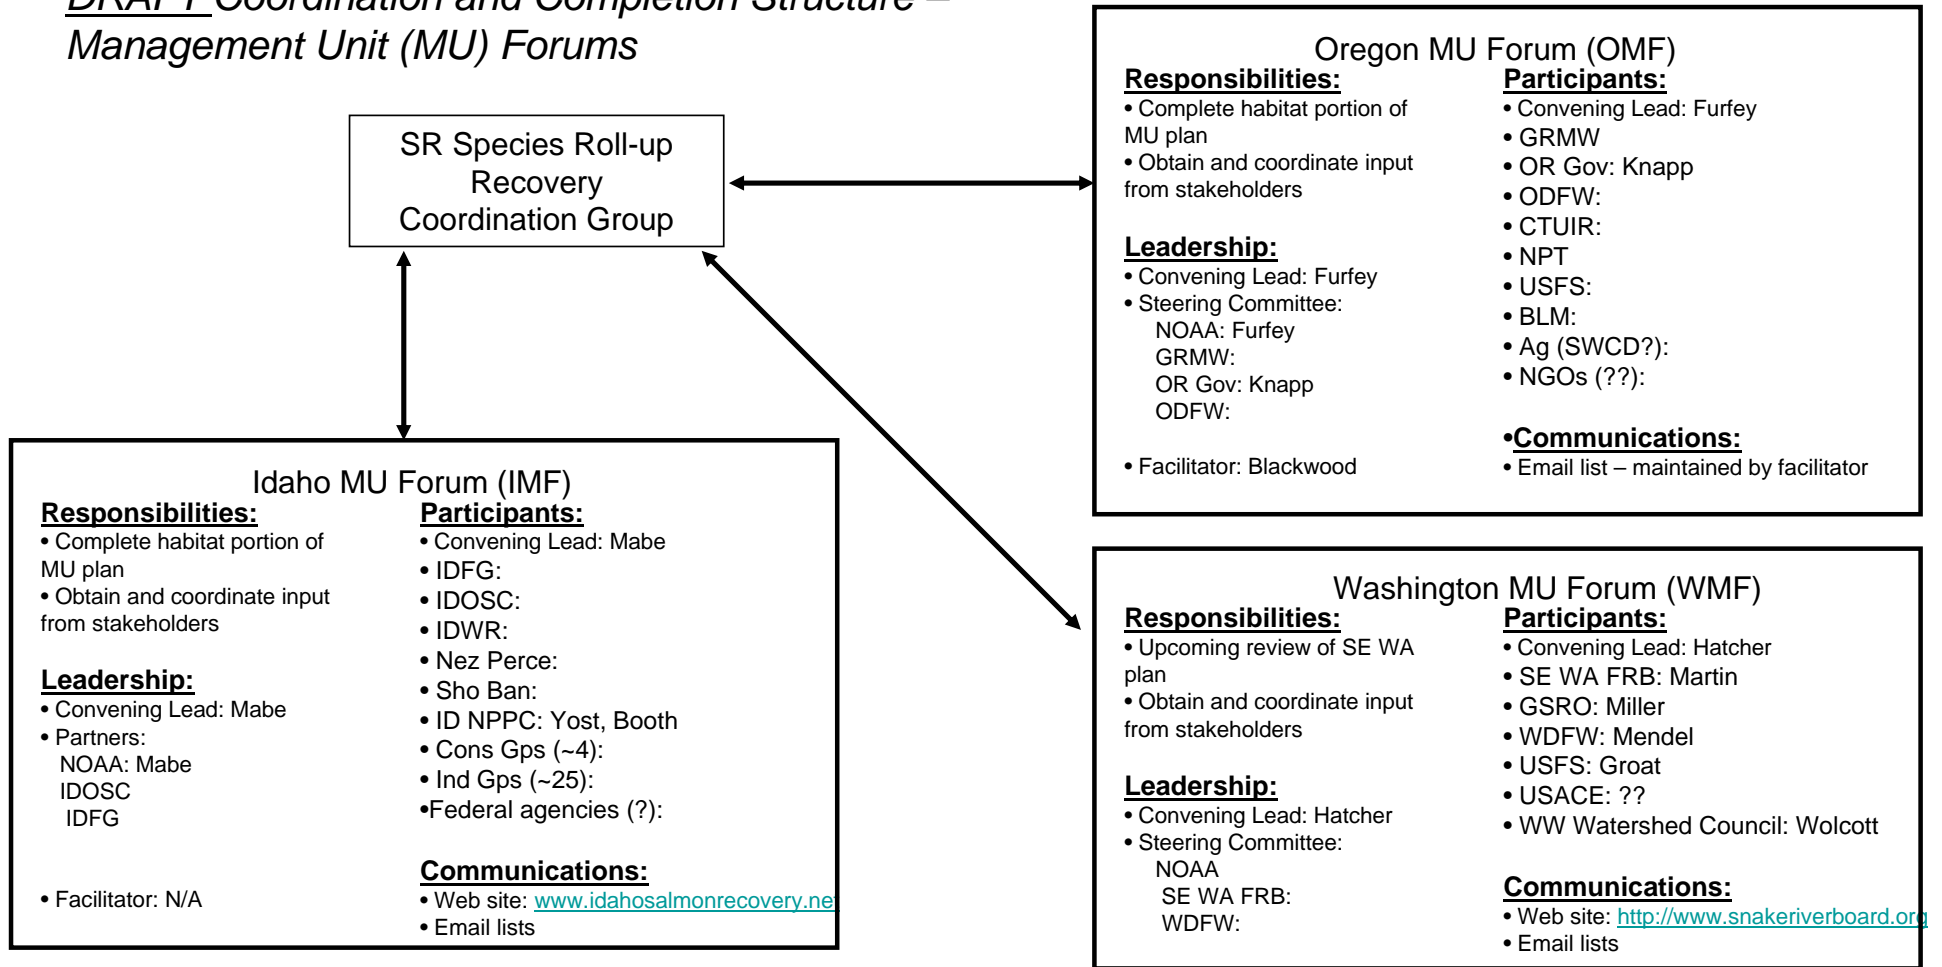 DRAFT Coordination and Completion Structure –
Management Unit (MU) Forums
SR Species Roll-up
Recovery
Coordination Group
Oregon MU Forum (OMF)
Responsibilities:
• Complete habitat portion of
MU plan
• Obtain and coordinate input
from stakeholders
Leadership:
• Convening Lead: Furfey
• Steering Committee:
NOAA: Furfey
GRMW:
OR Gov: Knapp
ODFW:
• Facilitator: Blackwood
Participants:
• Convening Lead: Furfey
• GRMW
• OR Gov: Knapp
• ODFW:
• CTUIR:
• NPT
• USFS:
• BLM:
• Ag (SWCD?):
• NGOs (??):
•Communications:
• Email list – maintained by facilitator
Idaho MU Forum (IMF)
Responsibilities:
• Complete habitat portion of
MU plan
• Obtain and coordinate input
from stakeholders
Leadership:
• Convening Lead: Mabe
• Partners:
NOAA: Mabe
IDOSC
IDFG
• Facilitator: N/A
Participants:
• Convening Lead: Mabe
• IDFG:
• IDOSC:
• IDWR:
• Nez Perce:
• Sho Ban:
• ID NPPC: Yost, Booth
• Cons Gps (~4):
• Ind Gps (~25):
•Federal agencies (?):
Communications:
• Web site: www.idahosalmonrecovery.net
• Email lists
Washington MU Forum (WMF)
Responsibilities:
• Upcoming review of SE WA
plan
• Obtain and coordinate input
from stakeholders
Leadership:
• Convening Lead: Hatcher
• Steering Committee:
NOAA
SE WA FRB:
WDFW:
Participants:
• Convening Lead: Hatcher
• SE WA FRB: Martin
• GSRO: Miller
• WDFW: Mendel
• USFS: Groat
• USACE: ??
• WW Watershed Council: Wolcott
Communications:
• Web site: http://www.snakeriverboard.org
• Email lists